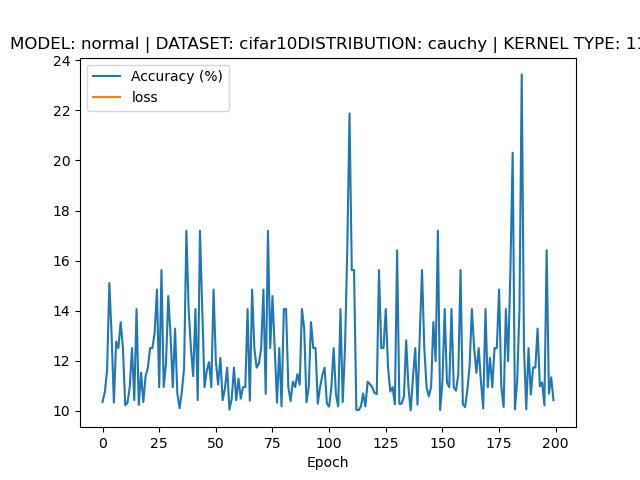 MODEL: normal | DATASET: cifar10DISTRIBUTION: cauchy | KERNEL TYPE: 11
24
22
20
18
16
14
12
10
Accuracy (%)
loss
0 25 50 75 100 125 150 175 200
Epoch